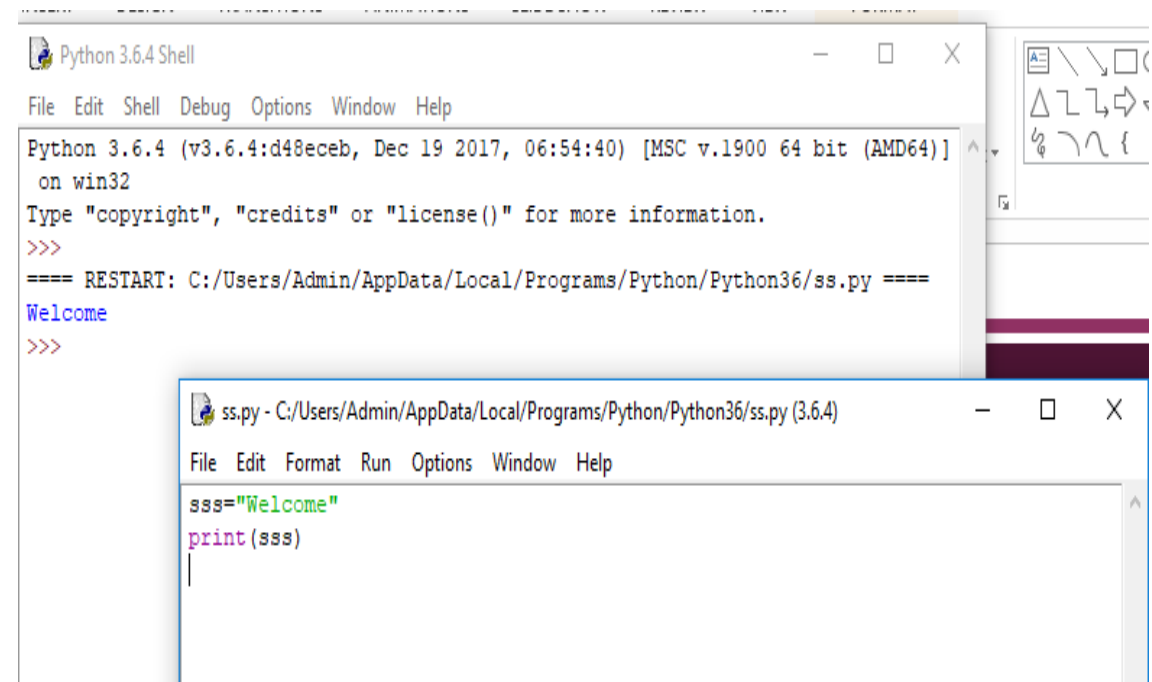 Python 3.6.4 Shell
File Edit Shell Debug Options Window Help
Python 3.6.4 (v3.6.4:d48eceb, Dec 19 2017, 06:54:40) [MSC v.1900 64 bit (AMD64)]
on win32
Type "copyright", "credits" or "license()" for more information.
>>>
==== RESTART: C:/Users/Admin/AppData/Local/Programs/Python/Python36/ss.py ====
Welcome
>>>
ss.py - C:/Users/Admin/AppData/Local/Programs/Python/Python36/ss.py (3.6.4)
File Edit Format Run Options Window Help
sss="Welcome"
print(sss)